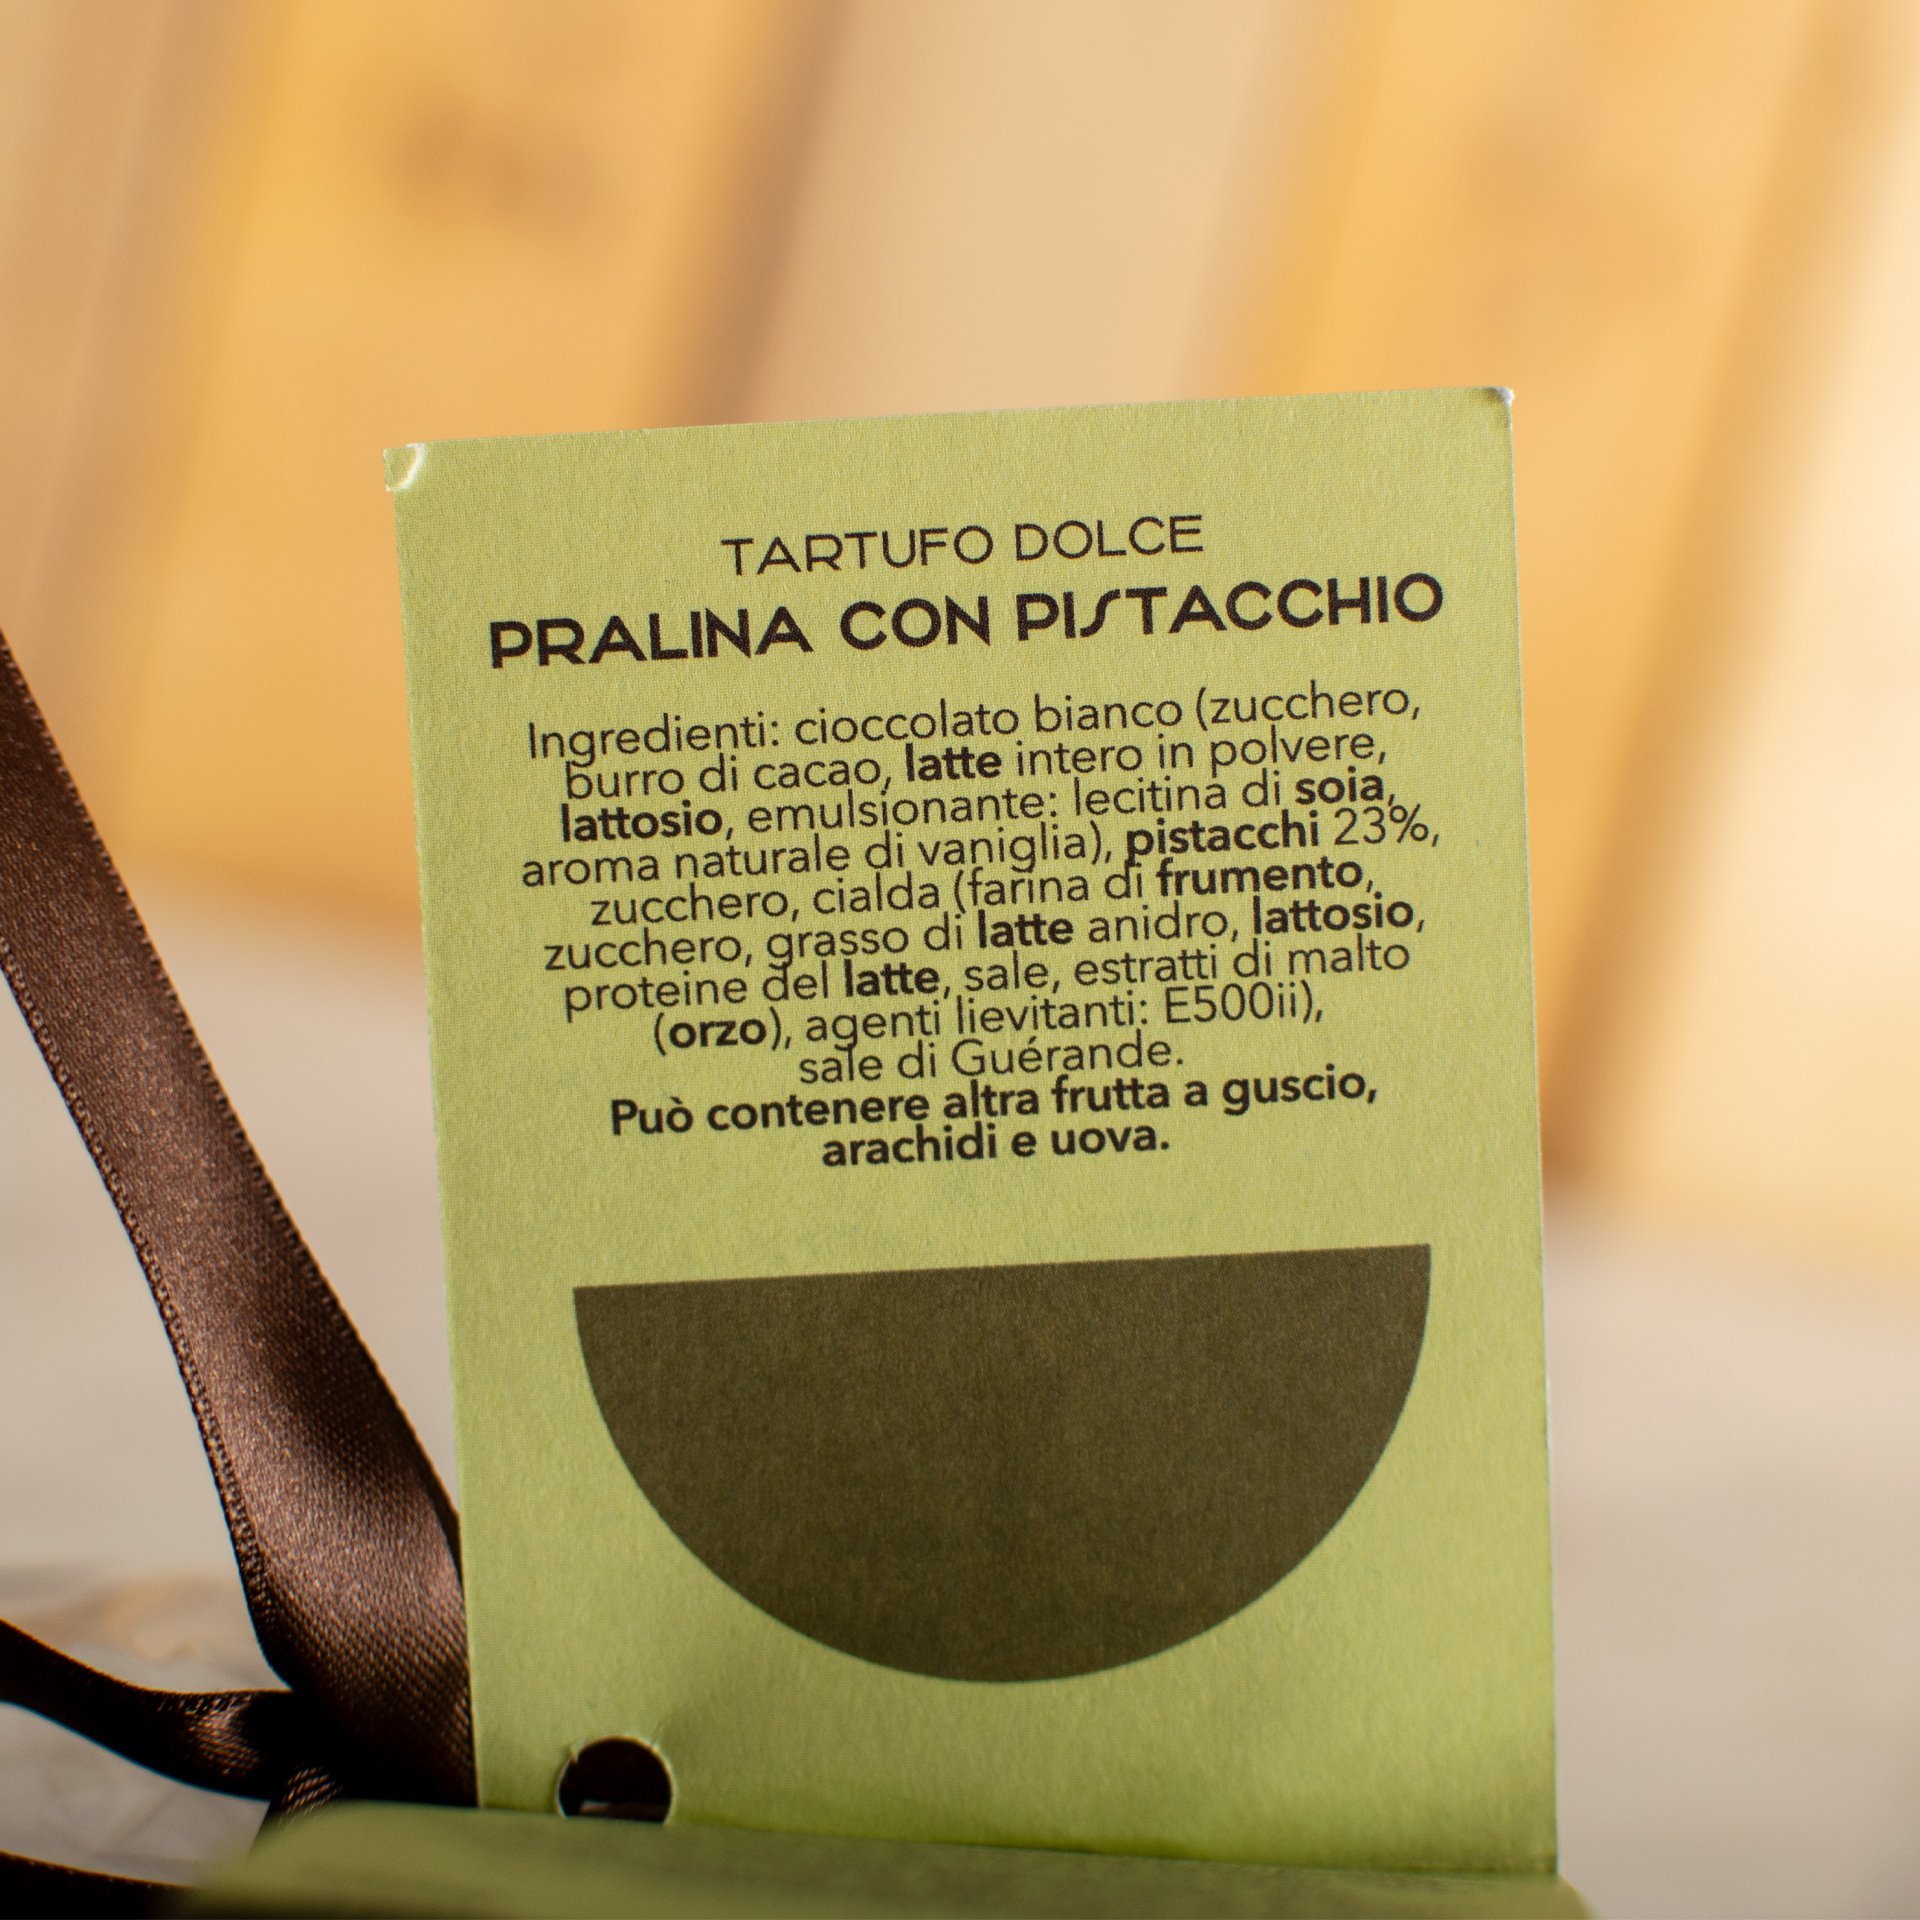 TARTUFO DOLCE
PRALINA CON PISTACCHIO
Ingredienti: cioccolato bianco (zucchero,
burro di cacao, latte intero in polvere,
lattosio, emulsionante: lecitina di soia,
aroma naturale di vaniglia), pistacchi 23%,
zucchero, cialda (farina di frumento,
zucchero, grasso di latte anidro, lattosio,
proteine del latte, sale, estratti di malto
(orzo), agenti lievitanti: E500ii),
sale di Guérande.
Può contenere altra frutta a guscio,
arachidi e uova.